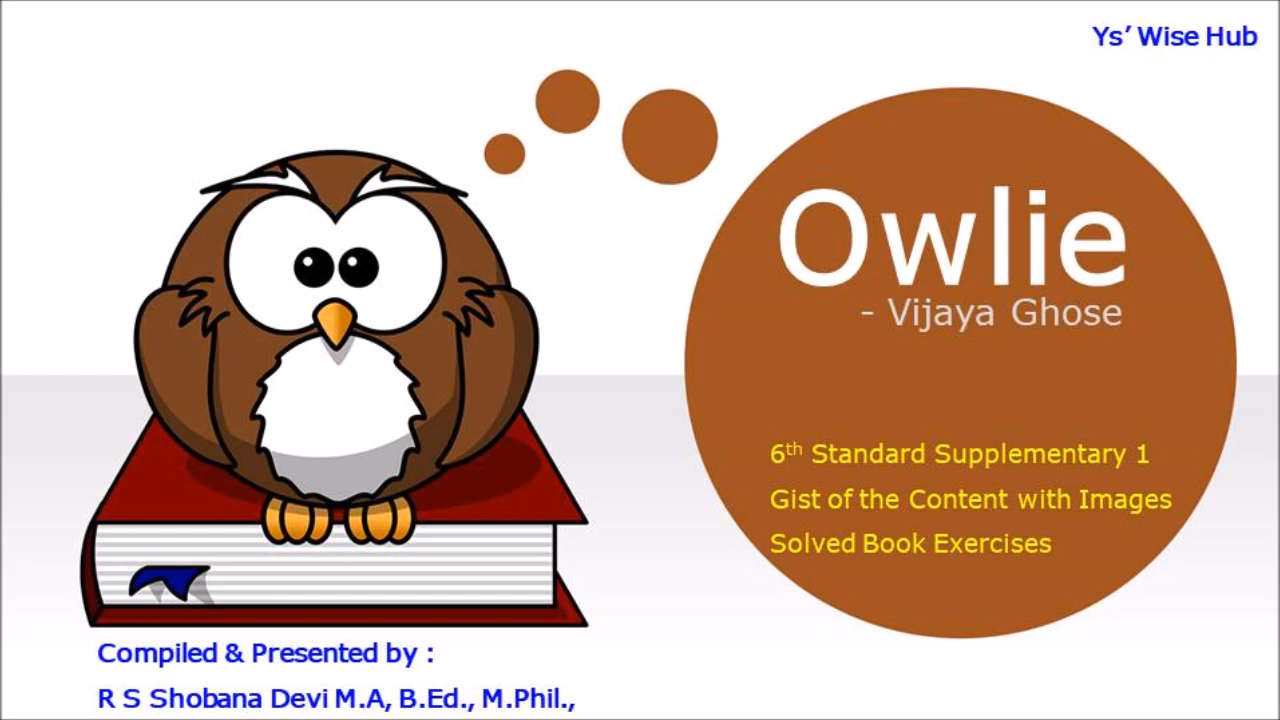 Ys’ Wise Hub
Owlie
- Vijaya Ghose
6th Standard Supplementary 1
Gist of the Content with Images
Solved Book Exercises
Compiled & Presented by :
R S Shobana Devi M.A, B.Ed., M.Phil.,